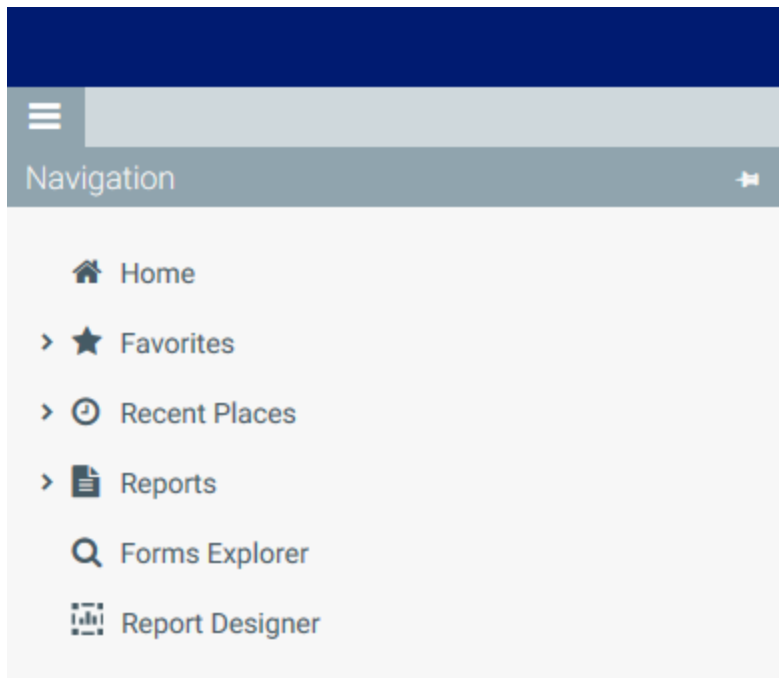 Navigation
Home
Favorites
Recent Places
Reports
Forms Explorer
Report Designer